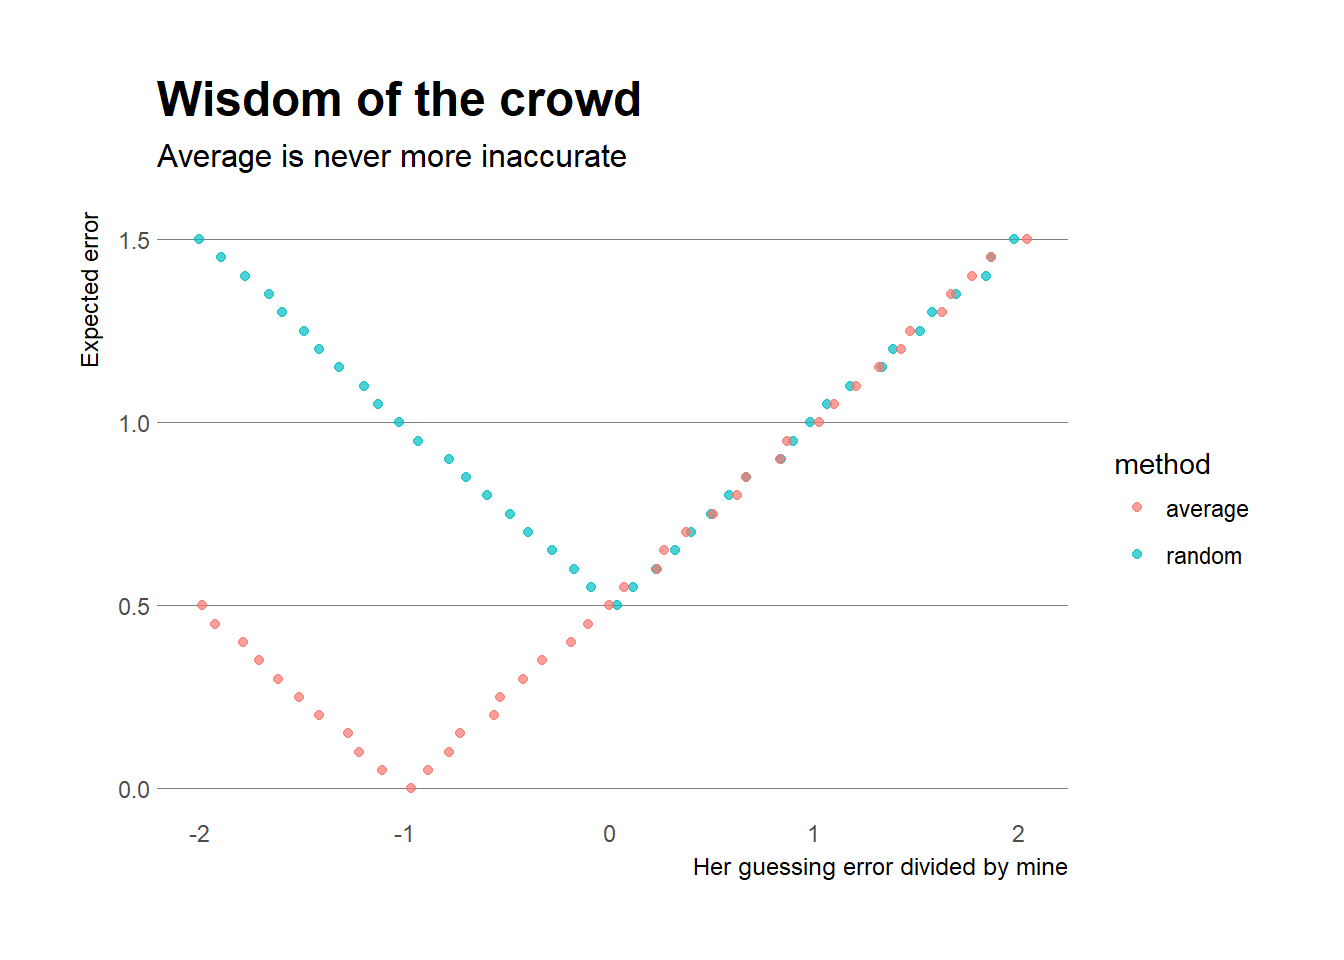 Wisdom of the crowd
Average is never more inaccurate
Expected error
1.5
1.0
0.5
0.0
-2 -1 0 1 2
Her guessing error divided by mine
method
average
random